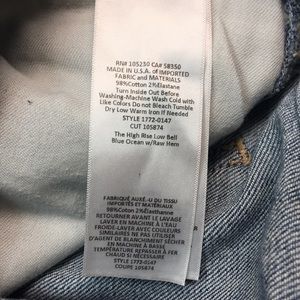 RN# 105230 CA# 58350
MADE IN U.S.A. of IMPORTED
FABRIC and MATERIALS
98%Cotton 2%Elastane
Turn Inside Out Before
Washing-Machine Wash Cold with
Like Colors Do Not Bleach Tumble
Dry Low Warm Iron If Needed
STYLE 1772-0147
CUT 105874
The High Rise Low Bell
Blue Ocean w/Raw Hem
FABRIQUÉ AUX É.-U DU TISSU
IMPORTÉS ET MATÉRIAUX
98%Coton 2%Élasthanne
RETOURNER AVANT LE LAVAGE
LAVER EN MACHINE À L'EAU
FROIDE-LAVER AVEC COULEURS
SIMILAIRES NE PAS UTILISER
D'AGENT DE BLANCHIMENT SÉCHER
EN MACHINE À BASSE
TEMPÉRATURE REPASSER À FER
CHAUD SI NÉCESSAIRE
STYLE 1772-0147
COUPE 105874